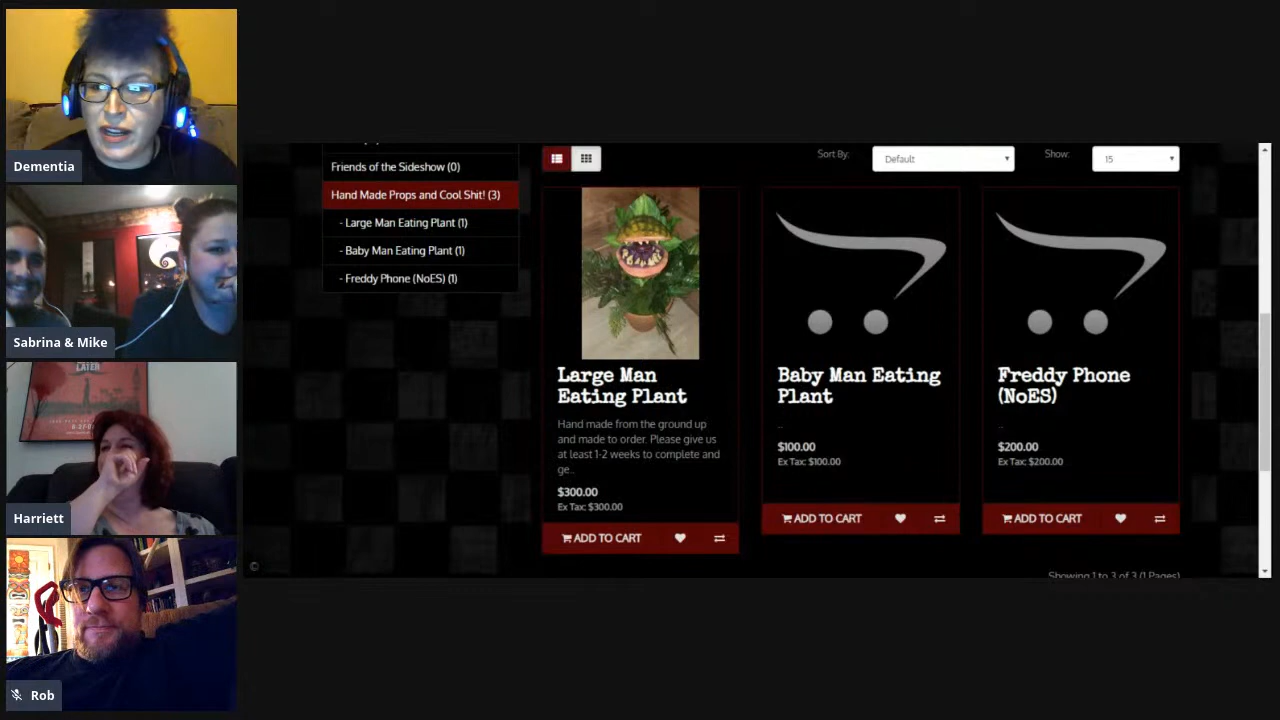 Dementia
Sabrina & Mike
LATER
Harriett
Rob
Friends of the Sideshow (0)
Hand Made Props and Cool Shit! (3)
- Large Man Eating Plant (1)
- Baby Man Eating Plant (1)
- Freddy Phone (NoES) (1)
Sort By:
Default
Show:
15
Large Man
Eating Plant
Hand made from the ground up
and made to order. Please give us
at least 1-2 weeks to complete and
ge..
$300.00
Ex Tax: $300.00
ADD TO CART
Baby Man Eating
Plant
..
$100.00
Ex Tax: $100.00
ADD TO CART
Freddy Phone
(NoES)
..
$200.00
Ex Tax: $200.00
ADD TO CART
Showing 1 to 3 of 3 (1 Pages)
©